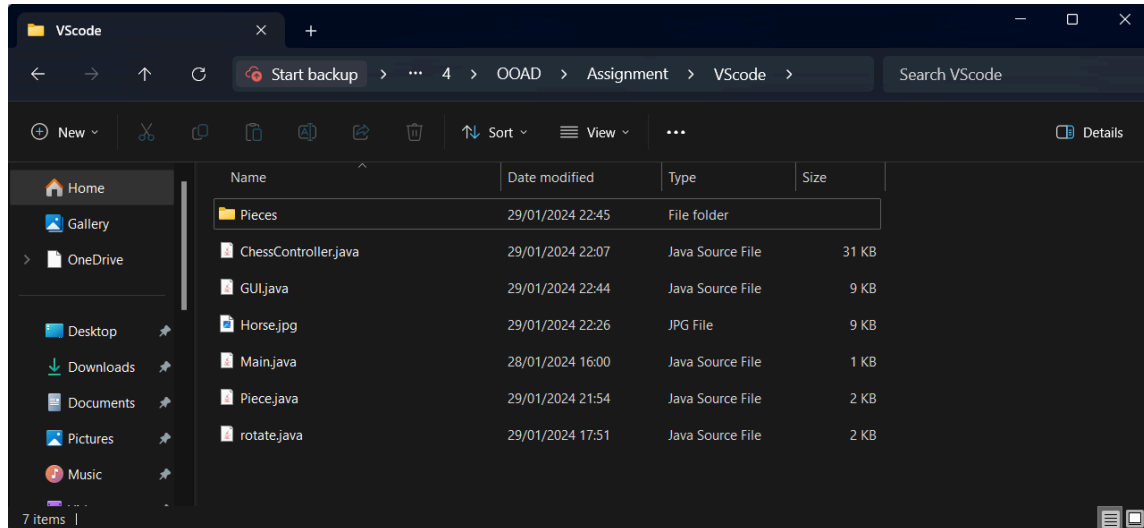 VScode
Start backup > ... 4 > OOAD > Assignment > VScode >
Search VScode
New
Sort
View
...
Details
Home
Gallery
OneDrive
Desktop
Downloads
Documents
Pictures
Music
Name Date modified Type Size
Pieces 29/01/2024 22:45 File folder
ChessController.java 29/01/2024 22:07 Java Source File 31 KB
GUI.java 29/01/2024 22:44 Java Source File 9 KB
Horse.jpg 29/01/2024 22:26 JPG File 9 KB
Main.java 28/01/2024 16:00 Java Source File 1 KB
Piece.java 29/01/2024 21:54 Java Source File 2 KB
rotate.java 29/01/2024 17:51 Java Source File 2 KB
7 items